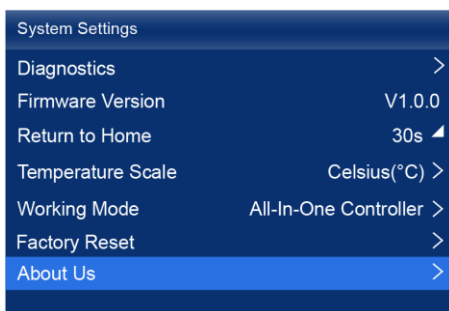 System Settings
Diagnostics >
Firmware Version V1.0.0
Return to Home 30s
Temperature Scale Celsius(°C) >
Working Mode All-In-One Controller >
Factory Reset >
About Us >